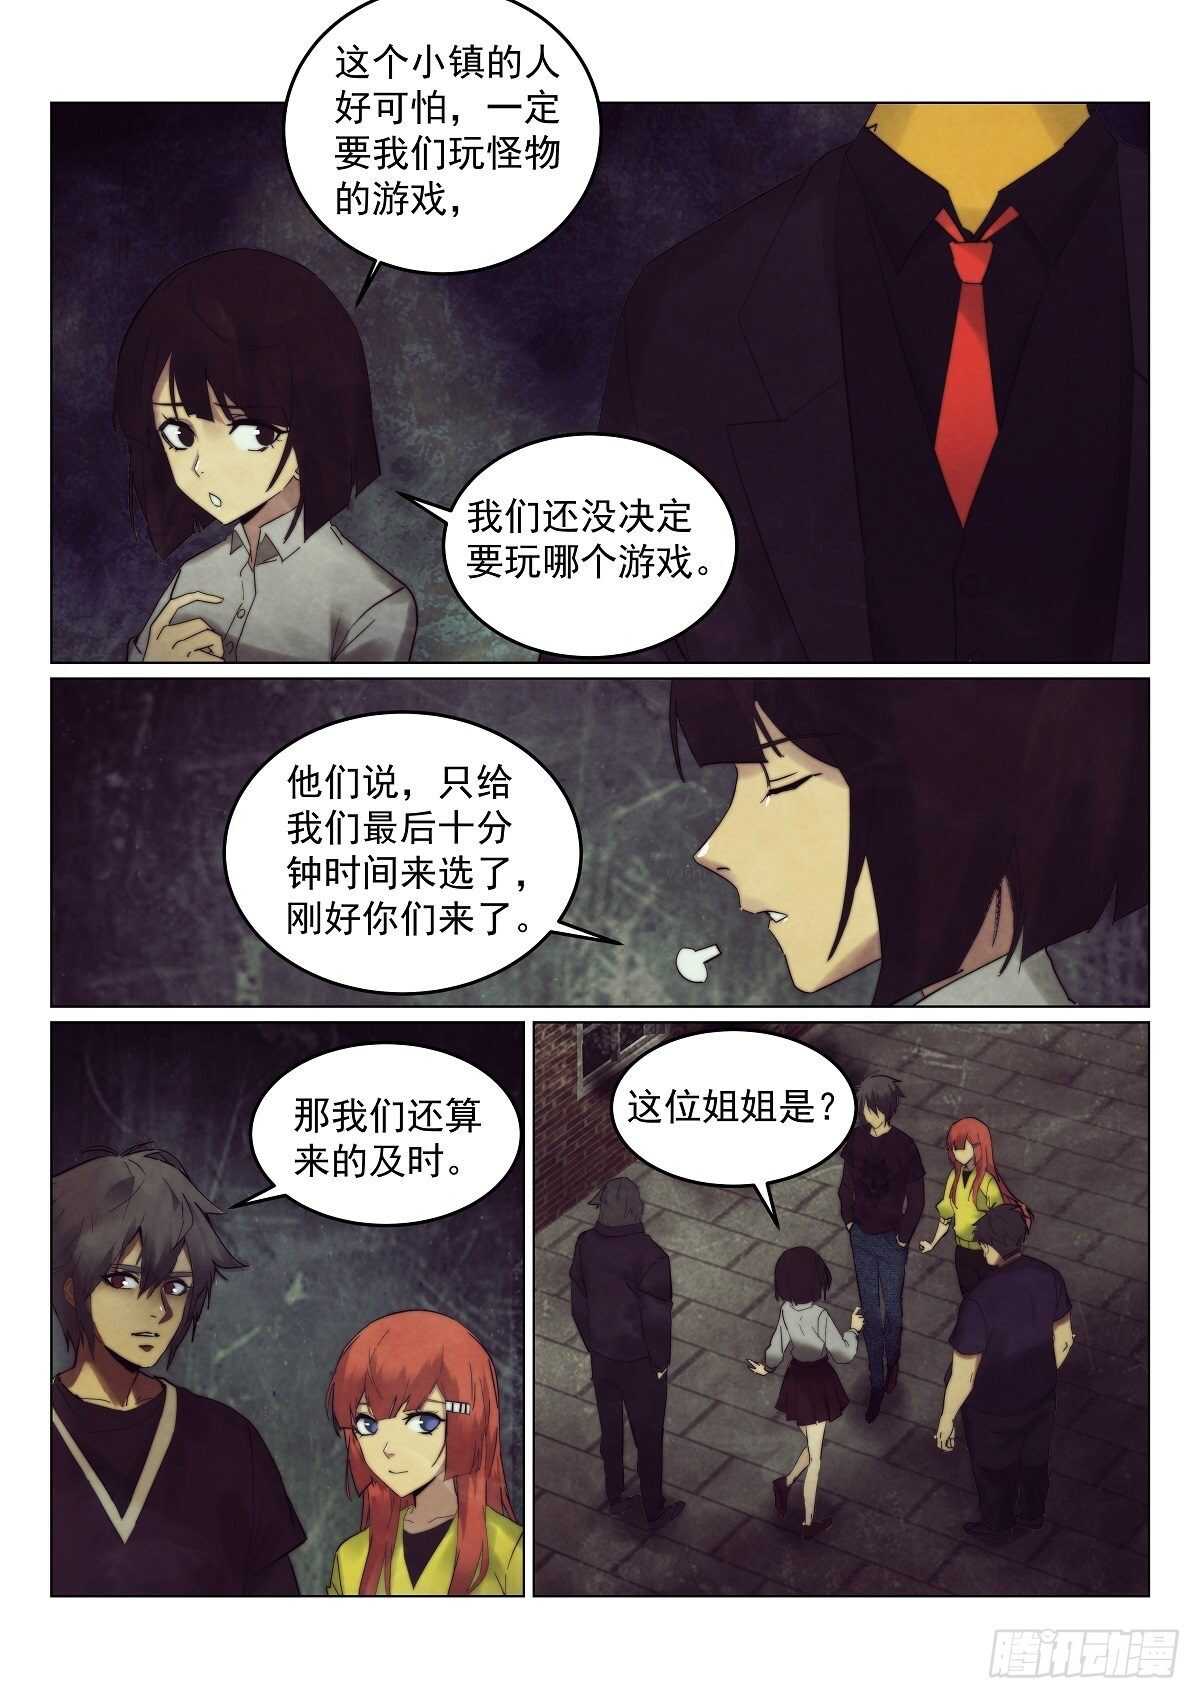 这个小镇的人
好可怕，一定
要我们玩怪物
的游戏，
我们还没决定
要玩哪个游戏。
他们说，只给
我们最后十分
钟时间来选了，
刚好你们来了。
那我们还算
来的及时。
这位姐姐是？
腾讯动漫